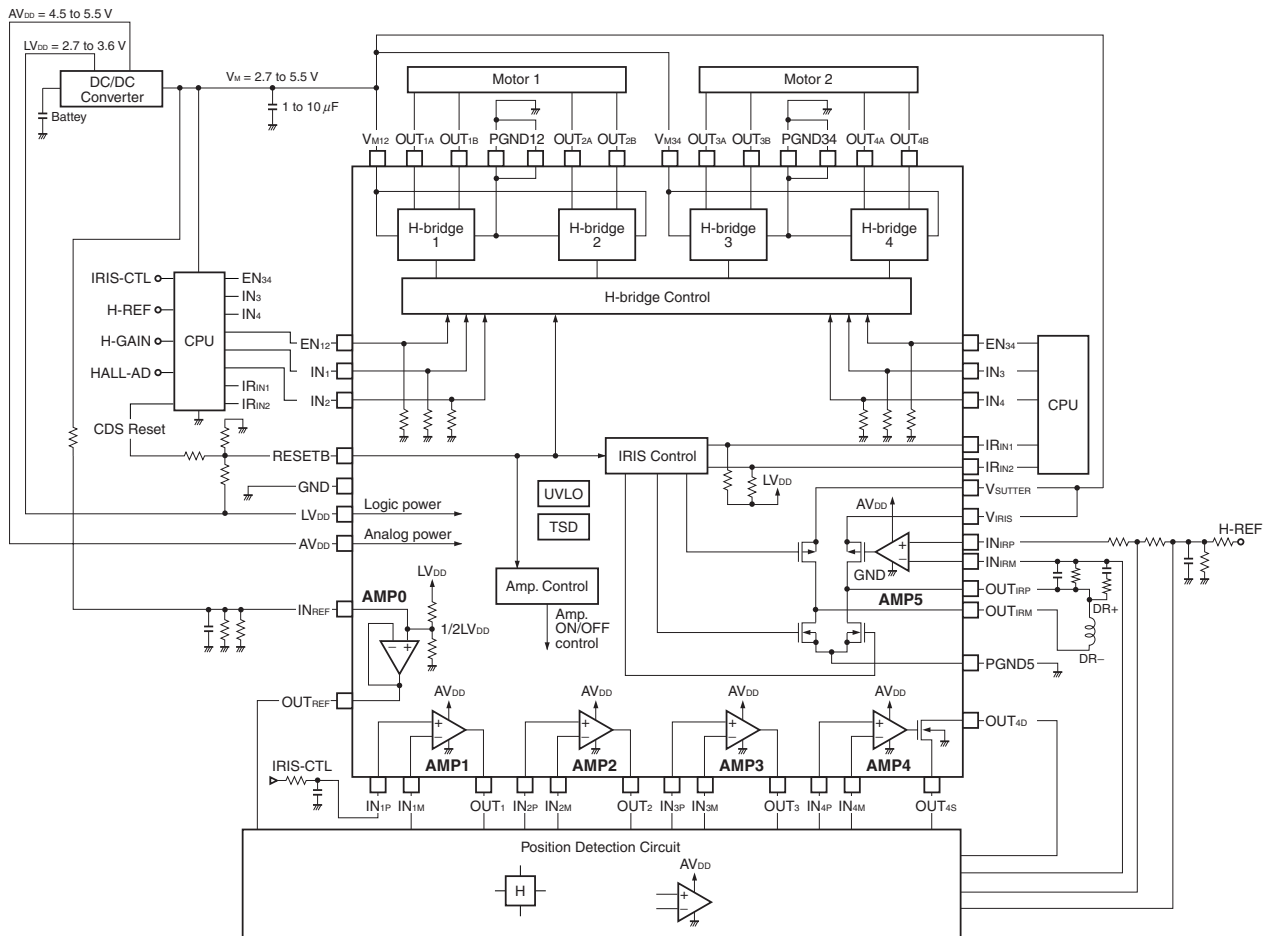 AVDD = 4.5 to 5.5 V
LVDD = 2.7 to 3.6 V
DC/DC
Converter
VM = 2.7 to 5.5 V
1 to 10 μF
Battey
Motor 1
Motor 2
VM12
OUT1A
OUT1B
PGND12
OUT2A
OUT2B
VM34
OUT3A
OUT3B
PGND34
OUT4A
OUT4B
H-bridge
1
H-bridge
2
H-bridge
3
H-bridge
4
H-bridge Control
IRIS-CTL
H-REF
H-GAIN
HALL-AD
CPU
EN34
IN3
IN4
IRIN1
IRIN2
CDS Reset
EN12
IN1
IN2
RESETB
GND
LVDD
Logic power
AVDD
Analog power
EN34
IN3
IN4
CPU
IRIN1
IRIN2
VSUTTER
VIRIS
INIRP
INIRM
OUTIRP
OUTIRM
PGND5
OUT4D
H-REF
DR+
DR−
IRIS Control
LVDD
UVLO
TSD
AVDD
+
−
GND
AMP5
Amp. Control
Amp.
ON/OFF
control
INREF
AMP0
LVDD
1/2LVDD
− +
OUTREF
AVDD
+
−
AMP1
AVDD
+
−
AMP2
AVDD
+
−
AMP3
AVDD
+
−
AMP4
IRIS-CTL
IN1P
IN1M
OUT1
IN2P
IN2M
OUT2
IN3P
IN3M
OUT3
IN4P
IN4M
OUT4S
Position Detection Circuit
H
AVDD
+
−